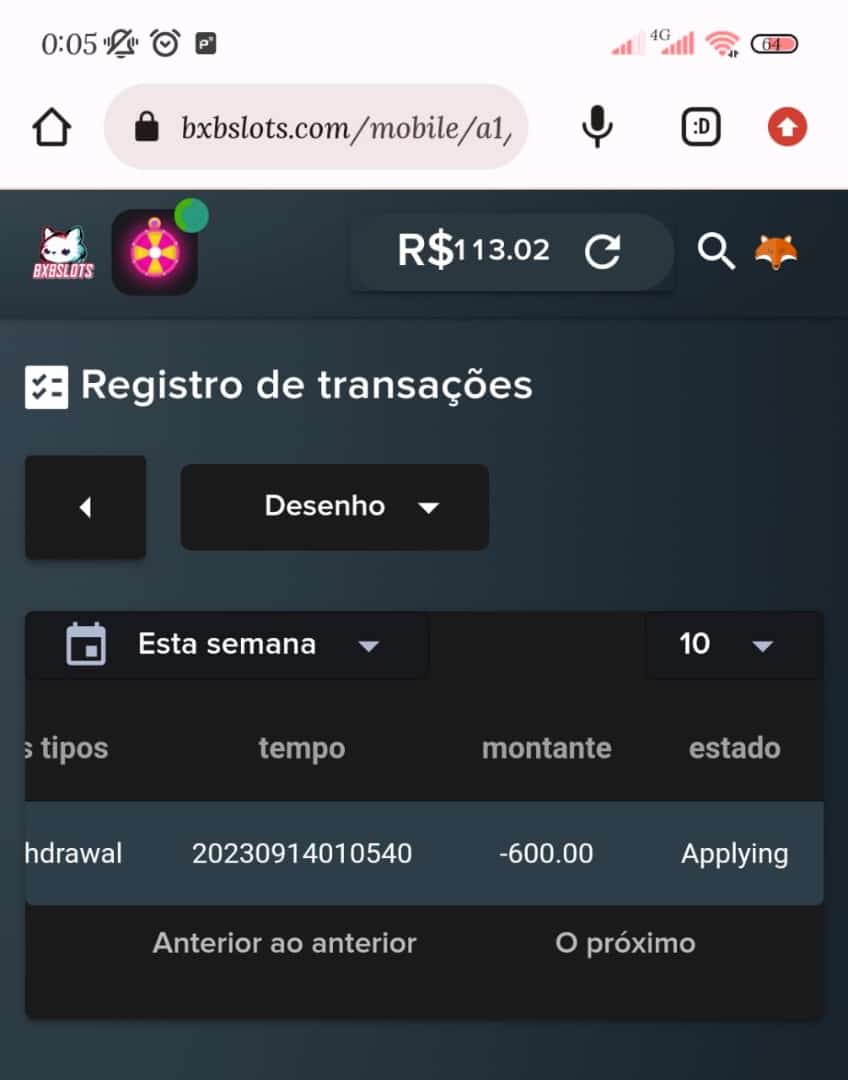 0:05
4G
64
bxbslots.com/mobile/a1,
BXBSLOTS
R$113.02
Registro de transações
Desenho
Esta semana
10
s tipos tempo montante estado
hdrawal 20230914010540 -600.00 Applying
Anterior ao anterior O próximo